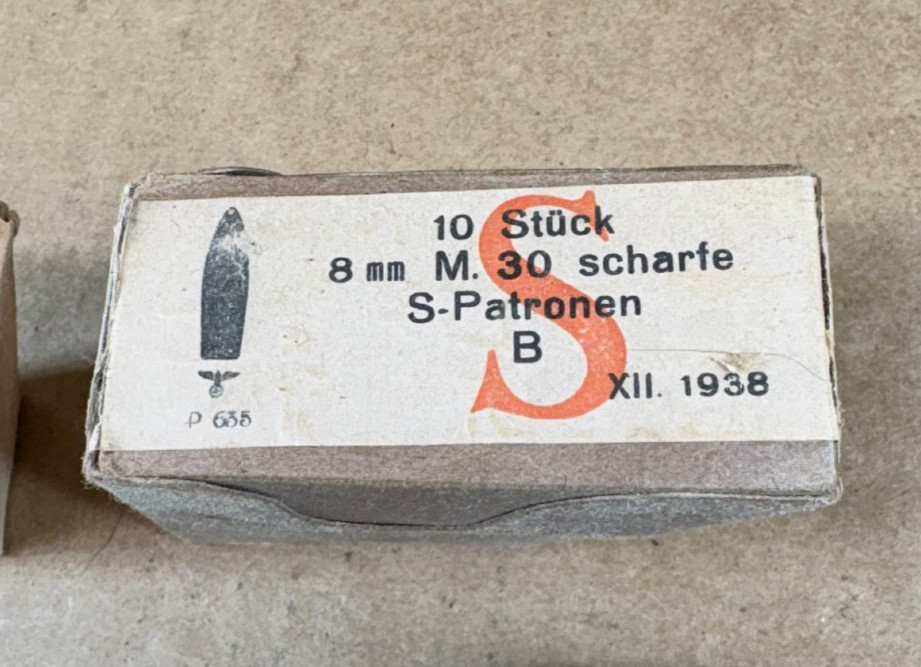 10 Stück
8 mm M. 30 scharfe
S-Patronen
B
XII. 1938
P 635
S